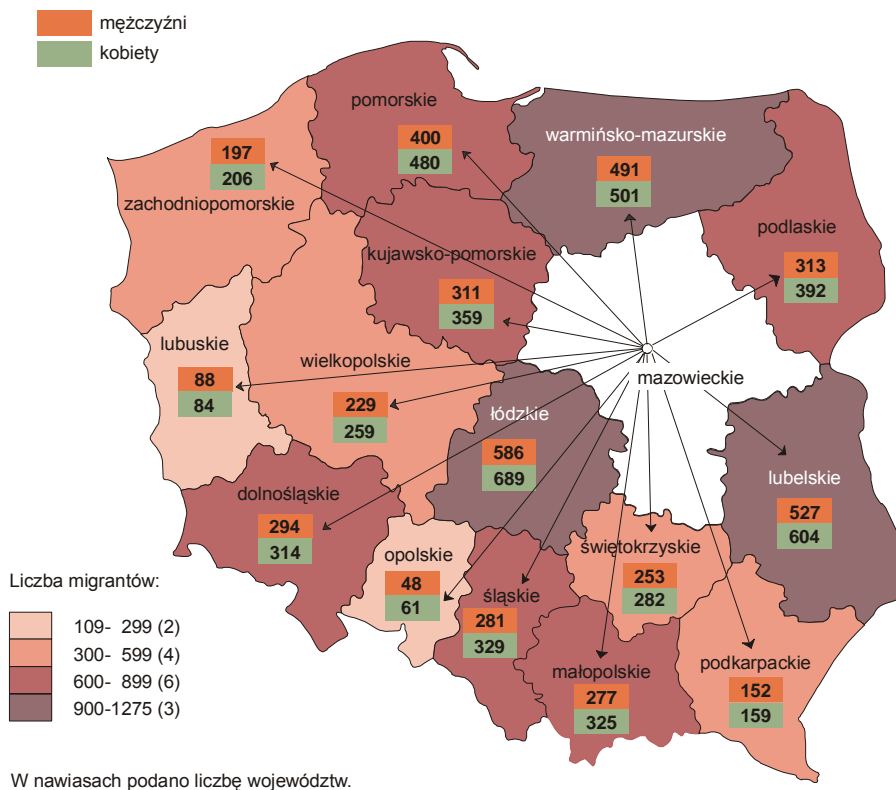 mężczyźni
kobiety
pomorskie
400
480
warmińsko-mazurskie
491
501
197
206
zachodniopomorskie
podlaskie
313
392
kujawsko-pomorskie
311
359
lubuskie
88
84
wielkopolskie
229
259
mazowieckie
łódzkie
586
689
lubelskie
527
604
dolnośląskie
294
314
opolskie
48
61
świętokrzyskie
253
282
śląskie
281
329
małopolskie
277
325
podkarpackie
152
159
Liczba migrantów:
109- 299 (2)
300- 599 (4)
600- 899 (6)
900-1275 (3)
W nawiasach podano liczbę województw.